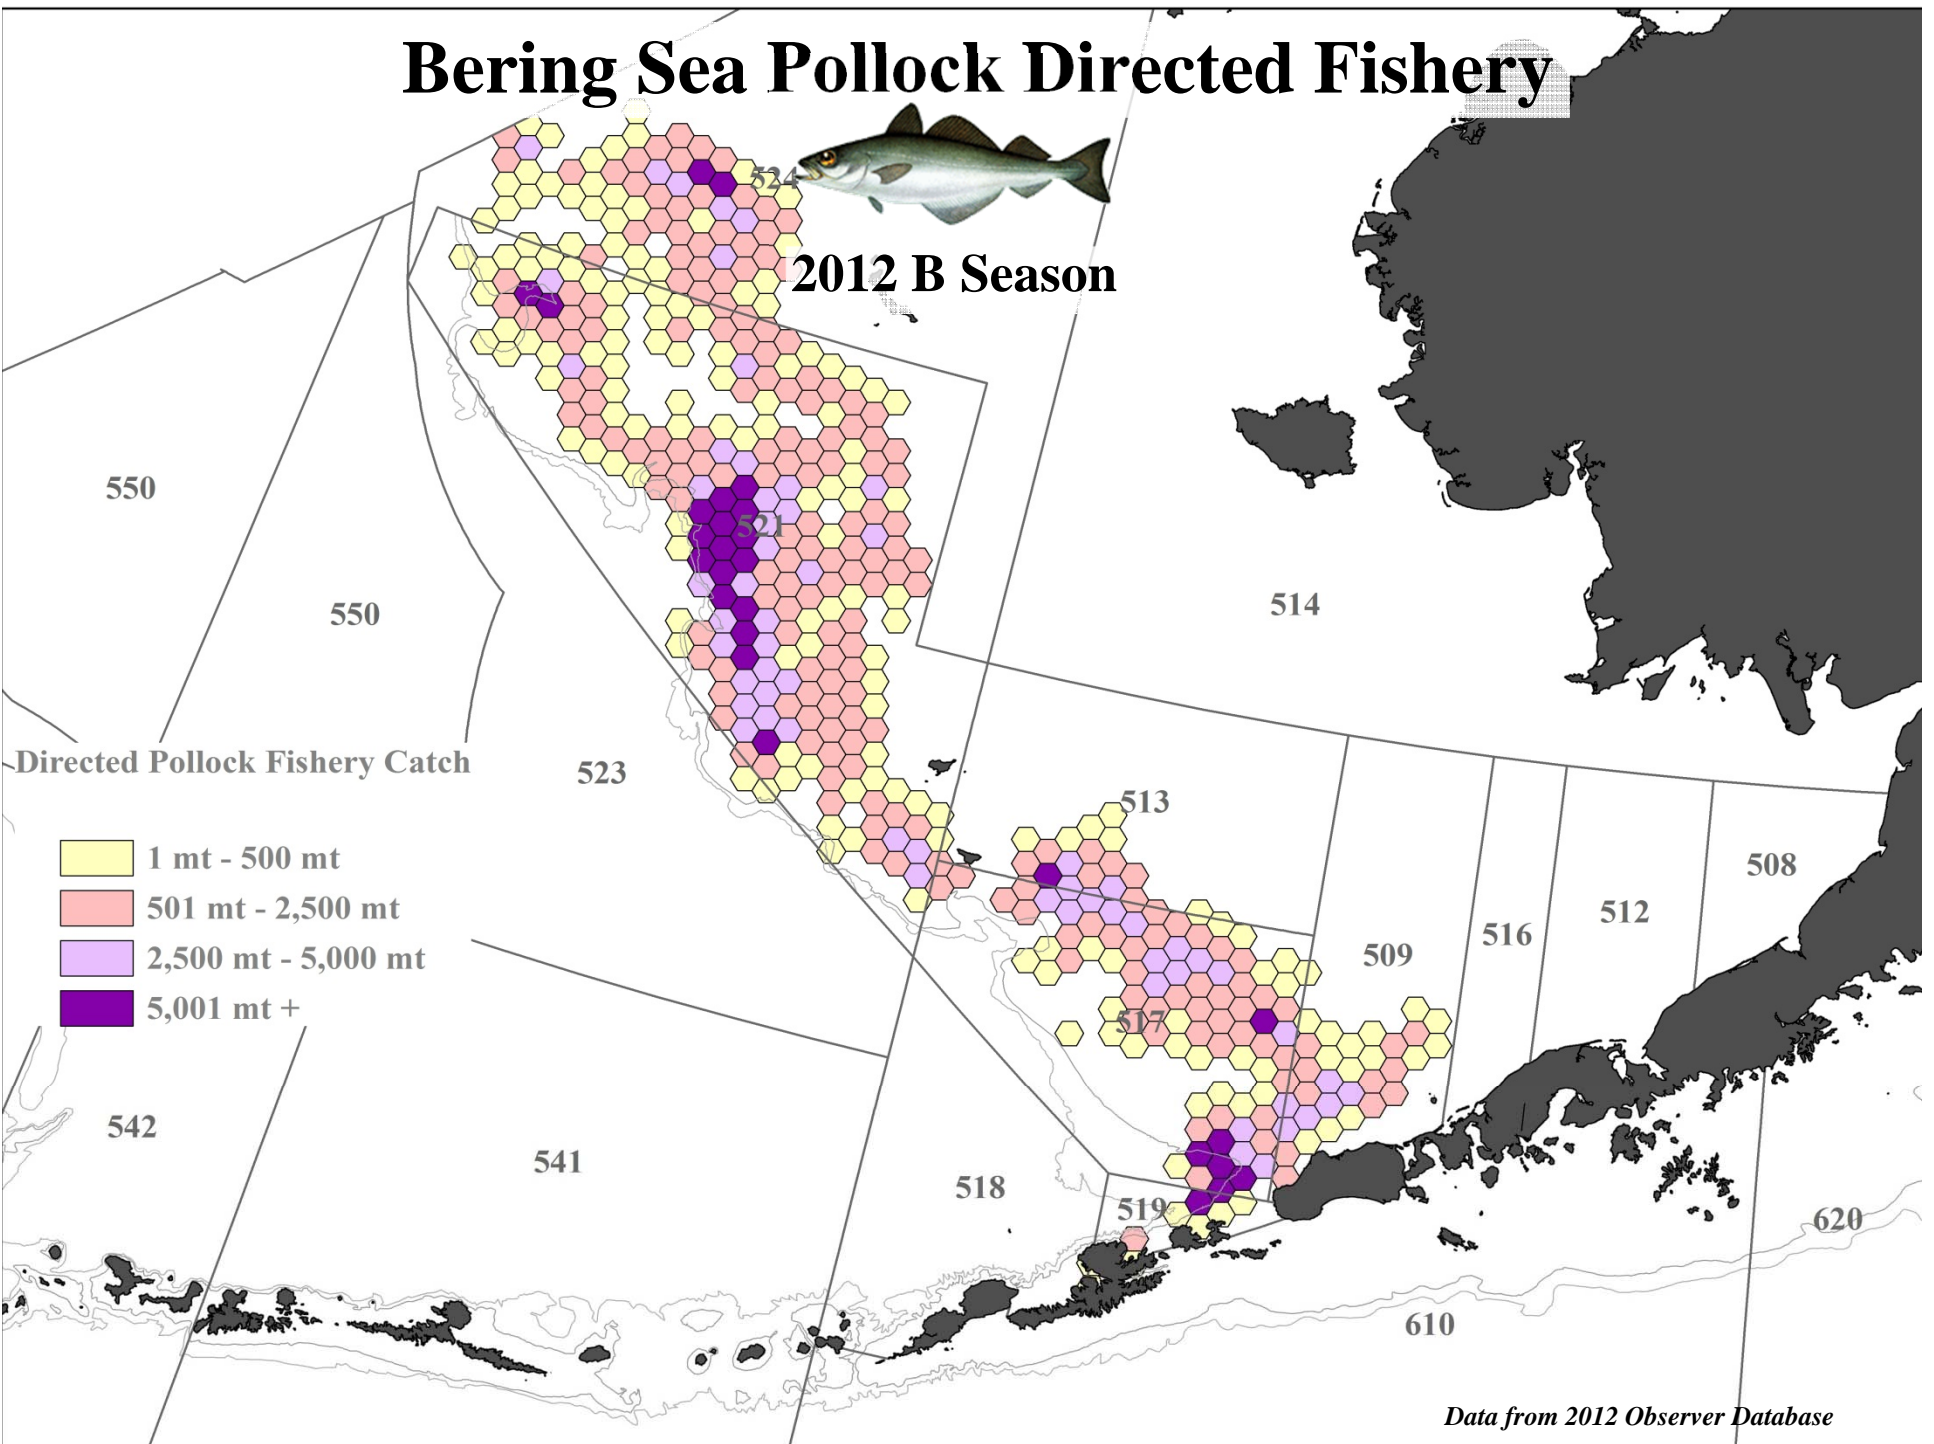 Bering Sea Pollock Directed Fishery
524
2012 B Season
550
521
550
514
Directed Pollock Fishery Catch
523
513
1 mt - 500 mt
508
501 mt - 2,500 mt
512
516
509
2,500 mt - 5,000 mt
5,001 mt +
517
542
541
518
519
620
610
Data from 2012 Observer Database